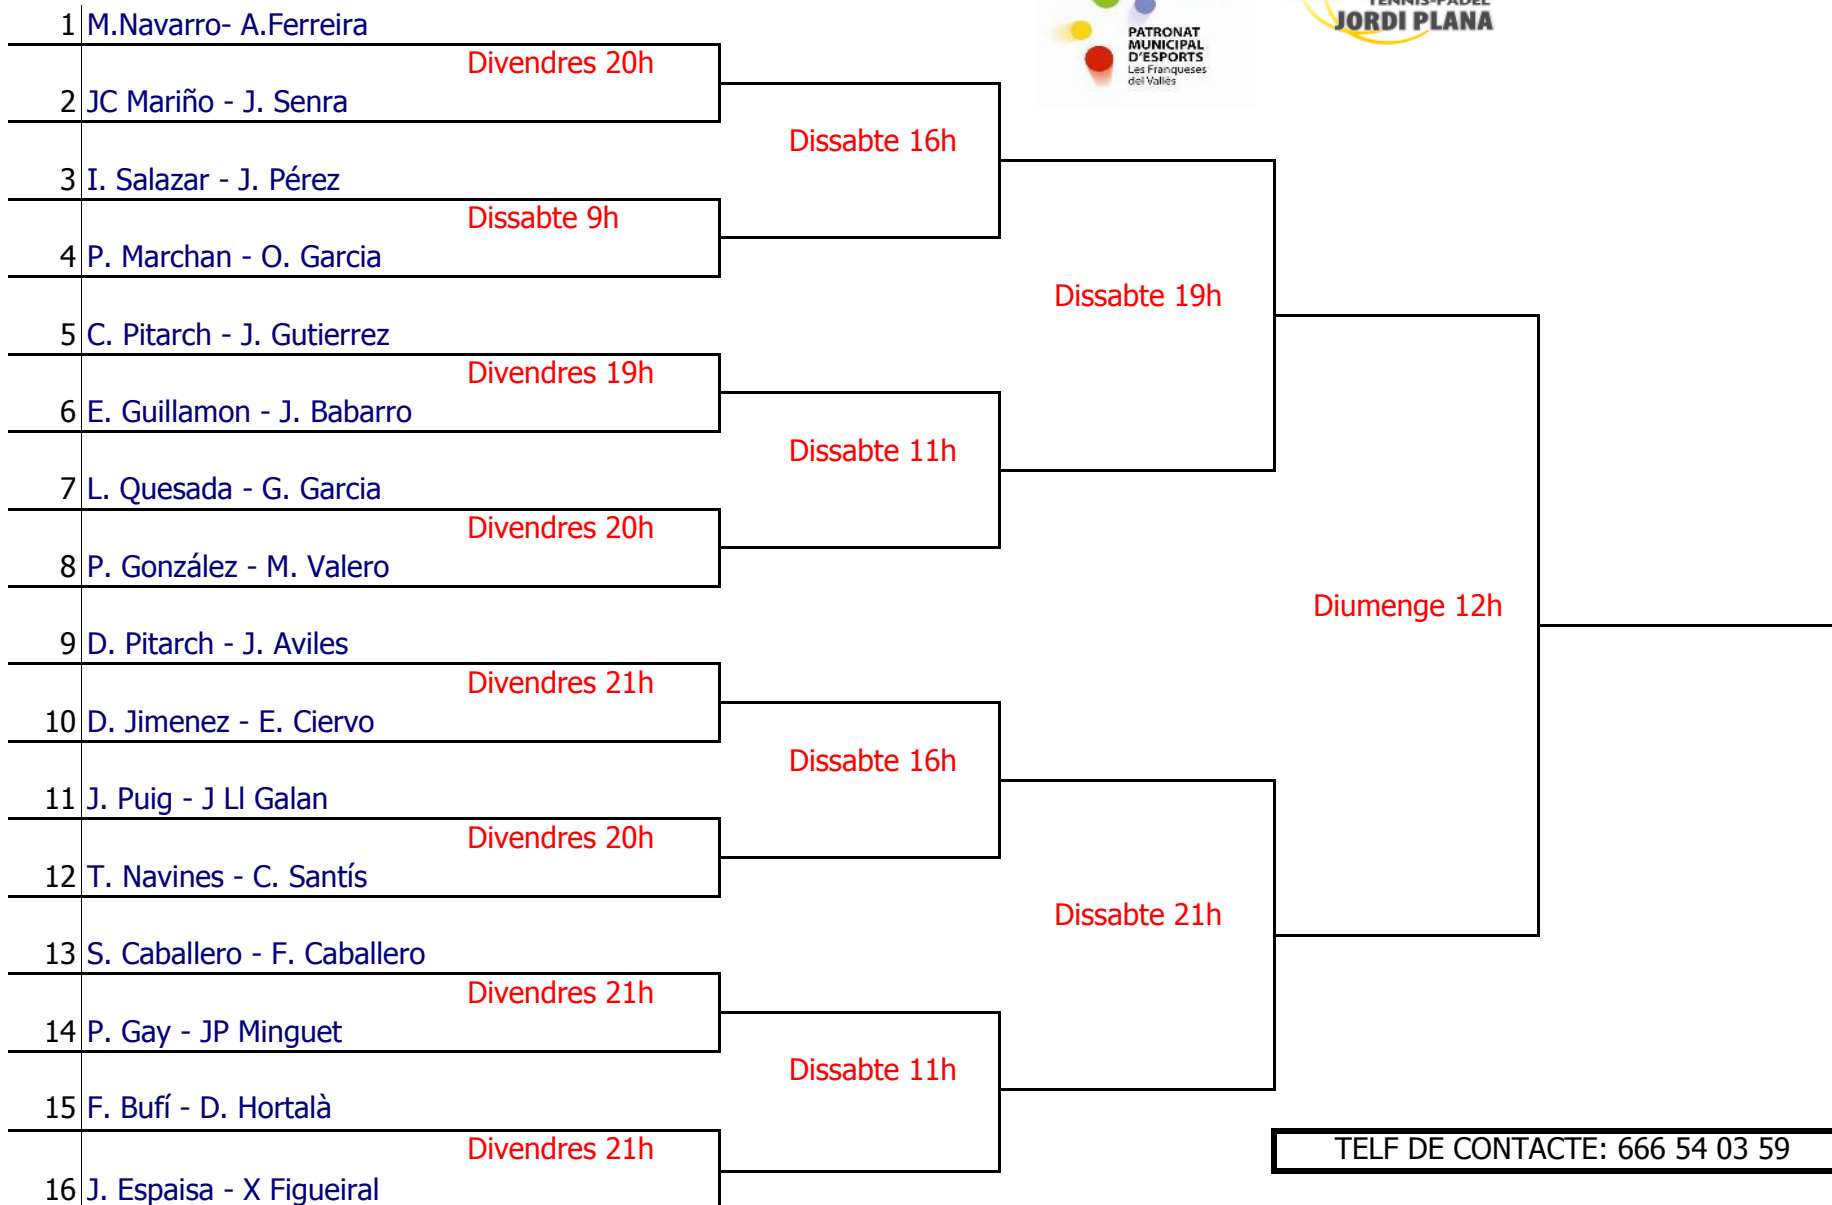 TENNIS-PADEL
JORDI PLANA
PATRONAT
MUNICIPAL
D'ESPORTS
Les Franqueses
del Vallès
1 M.Navarro- A.Ferreira
Divendres 20h
2 JC Mariño - J. Senra
Dissabte 16h
3 I. Salazar - J. Pérez
Dissabte 9h
4 P. Marchan - O. Garcia
Dissabte 19h
5 C. Pitarch - J. Gutierrez
Divendres 19h
6 E. Guillamon - J. Babarro
Dissabte 11h
7 L. Quesada - G. Garcia
Divendres 20h
8 P. González - M. Valero
Diumenge 12h
9 D. Pitarch - J. Aviles
Divendres 21h
10 D. Jimenez - E. Ciervo
Dissabte 16h
11 J. Puig - J Ll Galan
Divendres 20h
12 T. Navines - C. Santís
Dissabte 21h
13 S. Caballero - F. Caballero
Divendres 21h
14 P. Gay - JP Minguet
Dissabte 11h
15 F. Bufí - D. Hortalà
Divendres 21h
TELF DE CONTACTE: 666 54 03 59
16 J. Espaisa - X Figueiral